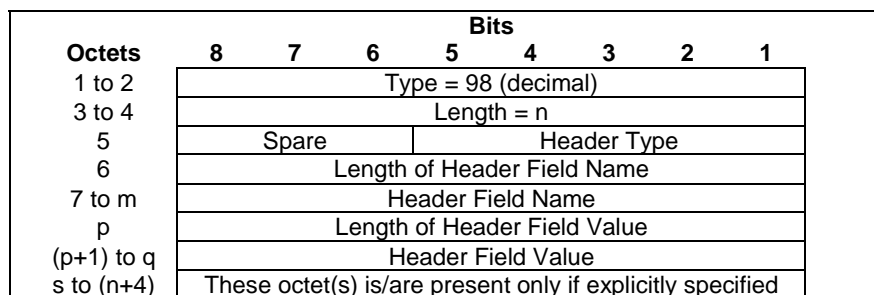 Bits
Octets 8 7 6 5 4 3 2 1
1 to 2 Type = 98 (decimal)
3 to 4 Length = n
5 Spare Header Type
6 Length of Header Field Name
7 to m Header Field Name
p Length of Header Field Value
(p+1) to q Header Field Value
s to (n+4) These octet(s) is/are present only if explicitly specified